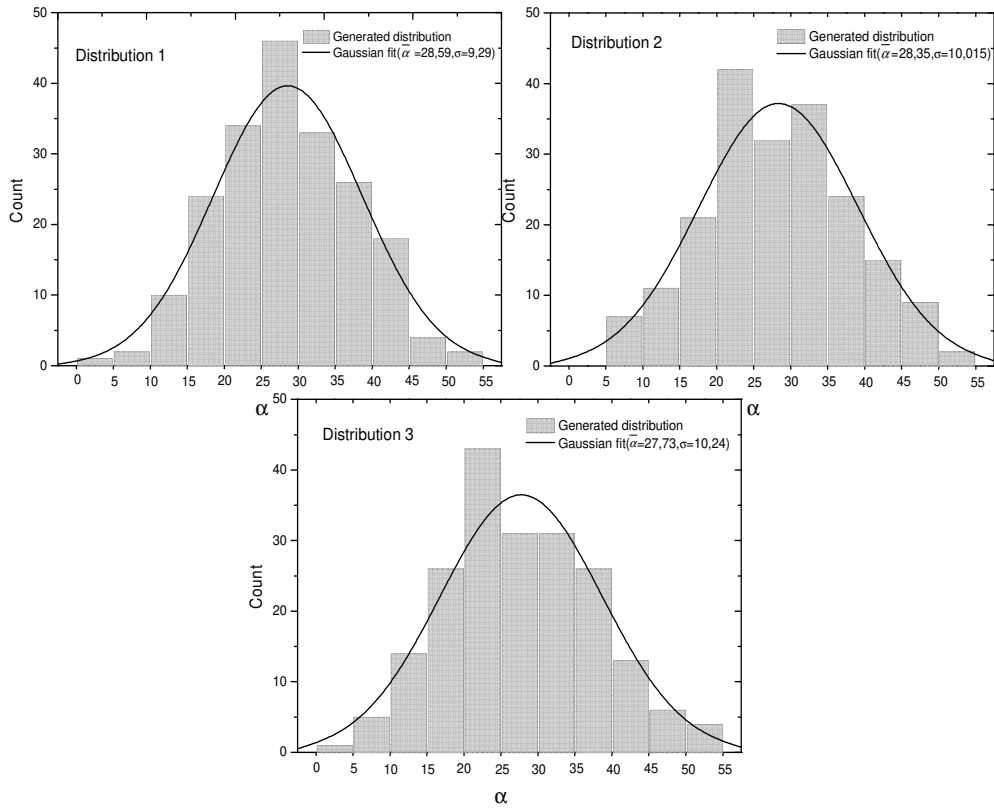 Distribution 1
Generated distribution
Gaussian fit(ᾱ =28,59,σ=9,29)
Count
50
40
30
20
10
0
0 5 10 15 20 25 30 35 40 45 50 55
α
Distribution 2
Generated distribution
Gaussian fit(ᾱ=28,35,σ=10,015)
Count
50
40
30
20
10
0
0 5 10 15 20 25 30 35 40 45 50 55
α
Distribution 3
Generated distribution
Gaussian fit(ᾱ=27,73,σ=10,24)
Count
50
40
30
20
10
0
0 5 10 15 20 25 30 35 40 45 50 55
α